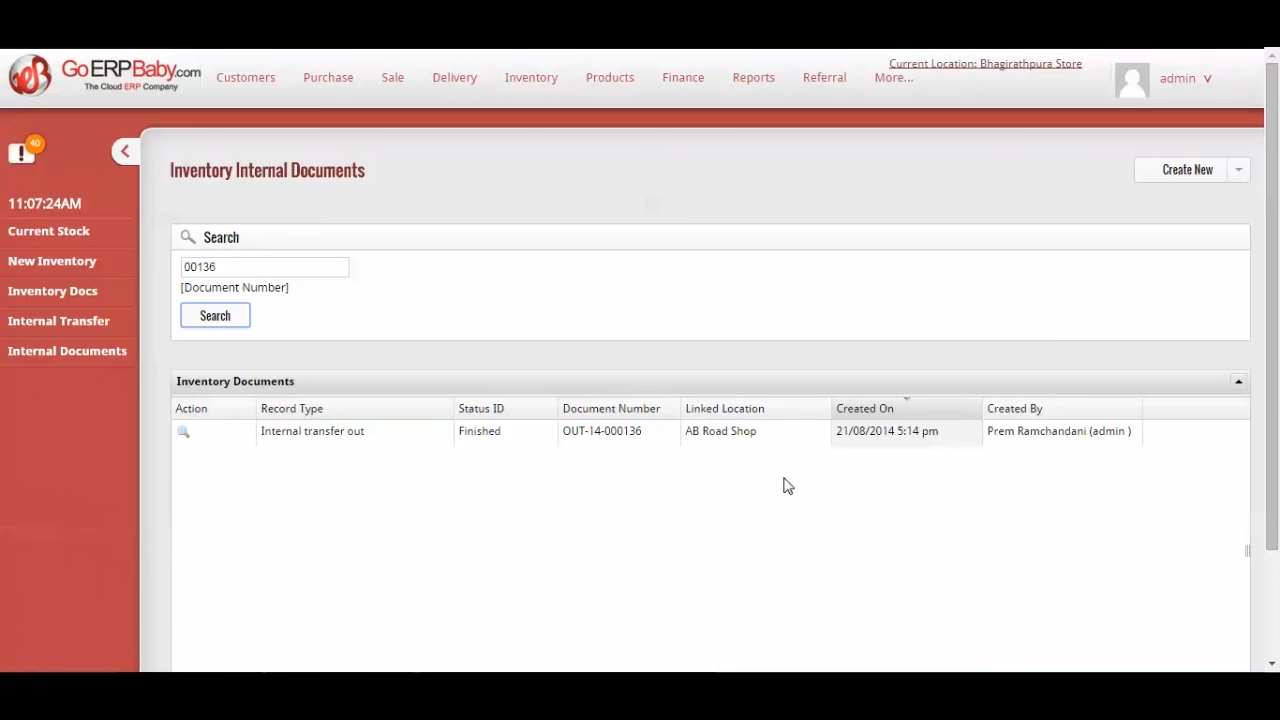 GoERPBaby.com
The Cloud ERP Company
Customers Purchase Sale Delivery Inventory Products Finance Reports Referral More...
Current Location: Bhagirathpura Store
admin
40
11:07:24AM
Current Stock
New Inventory
Inventory Docs
Internal Transfer
Internal Documents
Inventory Internal Documents
Create New
Search
00136
[Document Number]
Search
Inventory Documents
Action Record Type Status ID Document Number Linked Location Created On Created By
Internal transfer out Finished OUT-14-000136 AB Road Shop 21/08/2014 5:14 pm Prem Ramchandani (admin )